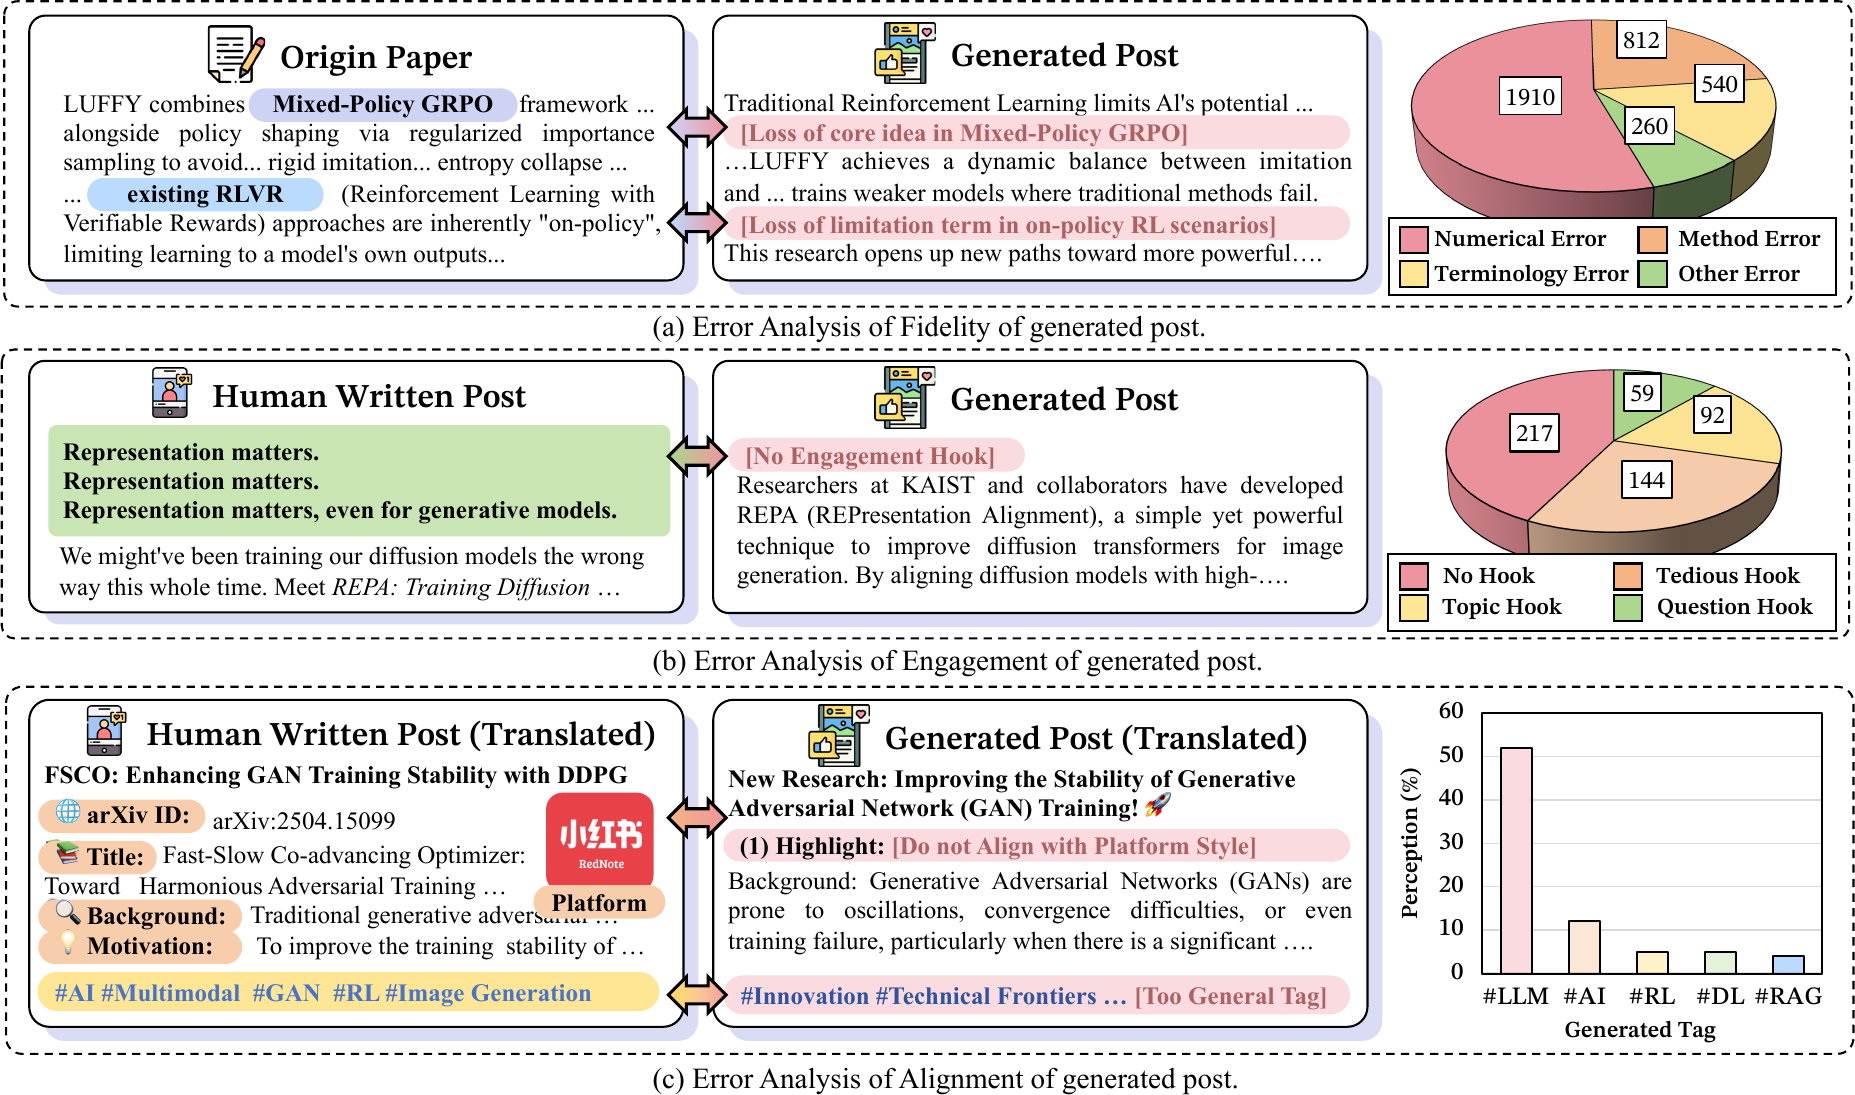 Origin Paper
LUFFY combines Mixed-Policy GRPO framework ...
alongside policy shaping via regularized importance
sampling to avoid... rigid imitation... entropy collapse ...
... existing RLVR (Reinforcement Learning with
Verifiable Rewards) approaches are inherently "on-policy",
limiting learning to a model's own outputs...
Generated Post
Traditional Reinforcement Learning limits AI's potential ...
[Loss of core idea in Mixed-Policy GRPO]
…LUFFY achieves a dynamic balance between imitation
and ... trains weaker models where traditional methods fail.
[Loss of limitation term in on-policy RL scenarios]
This research opens up new paths toward more powerful….
812
540
1910
260
Numerical Error
Method Error
Terminology Error
Other Error
(a) Error Analysis of Fidelity of generated post.
Human Written Post
Representation matters.
Representation matters.
Representation matters, even for generative models.
We might've been training our diffusion models the wrong
way this whole time. Meet REPA: Training Diffusion …
Generated Post
[No Engagement Hook]
Researchers at KAIST and collaborators have developed
REPA (REPresentation Alignment), a simple yet powerful
technique to improve diffusion transformers for image
generation. By aligning diffusion models with high-….
59
92
217
144
No Hook
Tedious Hook
Topic Hook
Question Hook
(b) Error Analysis of Engagement of generated post.
Human Written Post (Translated)
FSCO: Enhancing GAN Training Stability with DDPG
arXiv ID: arXiv:2504.15099
Title: Fast-Slow Co-advancing Optimizer:
Toward Harmonious Adversarial Training …
Background: Traditional generative adversarial …
Motivation: To improve the training stability of …
小红书
RedNote
Platform
#AI #Multimodal #GAN #RL #Image Generation
Generated Post (Translated)
New Research: Improving the Stability of Generative
Adversarial Network (GAN) Training!
(1) Highlight: [Do not Align with Platform Style]
Background: Generative Adversarial Networks (GANs) are
prone to oscillations, convergence difficulties, or even
training failure, particularly when there is a significant ….
#Innovation #Technical Frontiers … [Too General Tag]
60
50
40
30
20
10
0
Perception (%)
#LLM #AI #RL #DL #RAG
Generated Tag
(c) Error Analysis of Alignment of generated post.